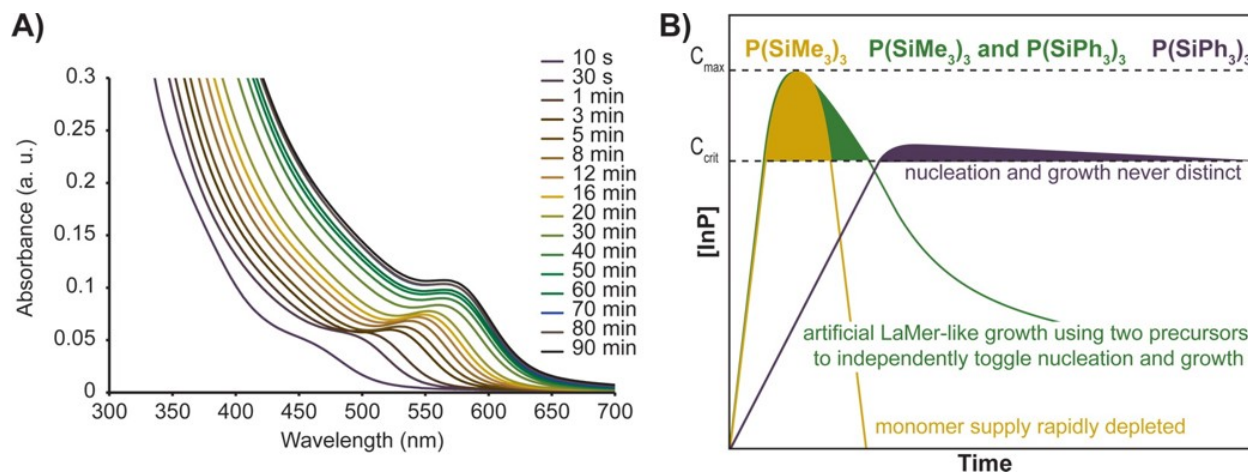 A)
0.3
0.25
0.2
0.15
0.1
0.05
0
Absorbance (a. u.)
300 350 400 450 500 550 600 650 700
Wavelength (nm)
10 s
30 s
1 min
3 min
5 min
8 min
12 min
16 min
20 min
30 min
40 min
50 min
60 min
70 min
80 min
90 min
B)
P(SiMe3)3 P(SiMe3)3 and P(SiPh3)3 P(SiPh3)3
Cmax
Ccrit
[InP]
nucleation and growth never distinct
artificial LaMer-like growth using two precursors
to independently toggle nucleation and growth
monomer supply rapidly depleted
Time